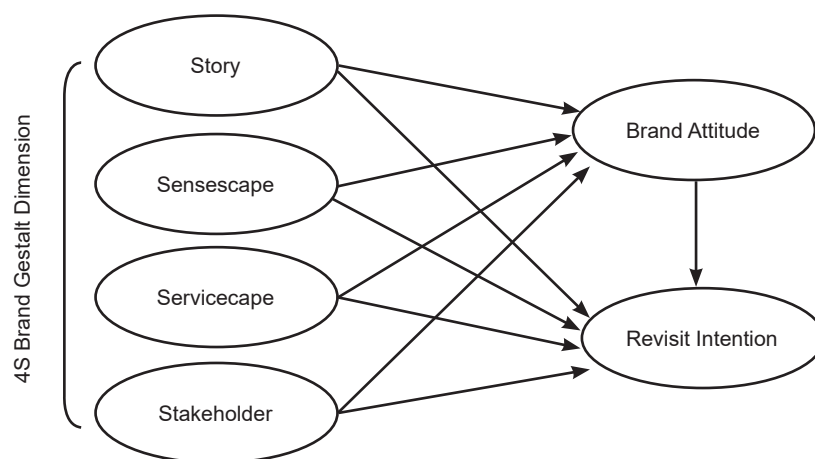 4S Brand Gestalt Dimension
Story
Sensescape
Servicecape
Stakeholder
Brand Attitude
Revisit Intention